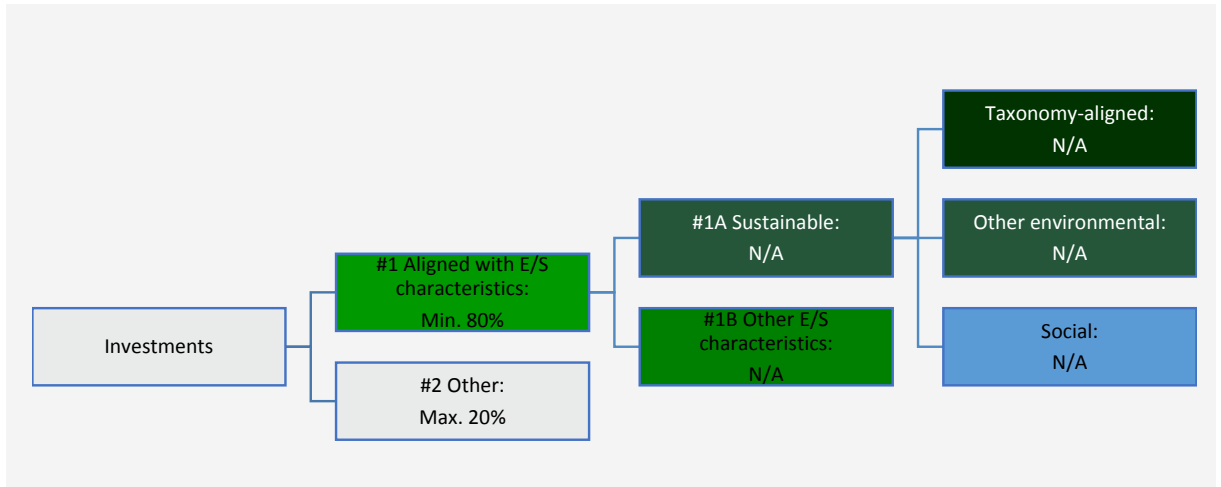 Investments
#1 Aligned with E/S
characteristics:
Min. 80%
#2 Other:
Max. 20%
#1A Sustainable:
N/A
#1B Other E/S
characteristics:
N/A
Taxonomy-aligned:
N/A
Other environmental:
N/A
Social:
N/A